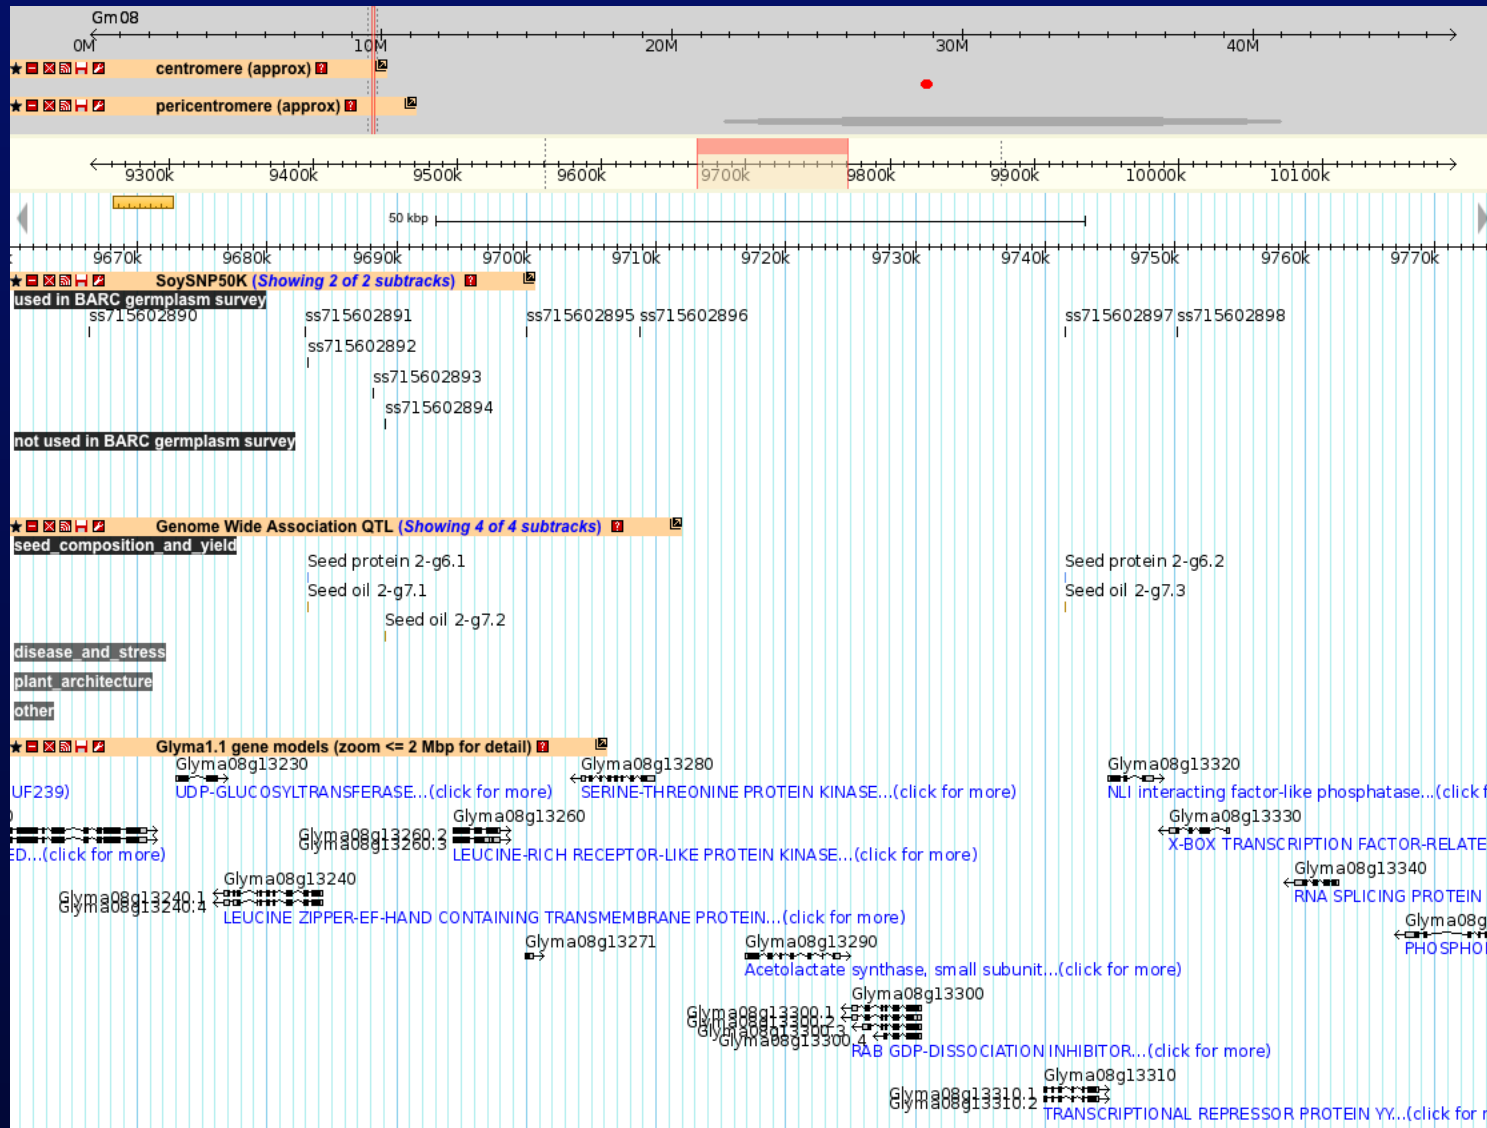 Gm08
0M 10M 20M 30M 40M
centromere (approx) ?
pericentromere (approx) ?
9300k 9400k 9500k 9600k 9700k 9800k 9900k 10000k 10100k
50 kbp
9670k 9680k 9690k 9700k 9710k 9720k 9730k 9740k 9750k 9760k 9770k
SoySNP50K (Showing 2 of 2 subtracks) ?
used in BARC germplasm survey
ss715602890 ss715602891 ss715602895 ss715602896 ss715602897 ss715602898
ss715602892
ss715602893
ss715602894
not used in BARC germplasm survey
Genome Wide Association QTL (Showing 4 of 4 subtracks) ?
seed_composition_and_yield
Seed protein 2-g6.1 Seed protein 2-g6.2
Seed oil 2-g7.1 Seed oil 2-g7.3
Seed oil 2-g7.2
disease_and_stress
plant_architecture
other
Glyma1.1 gene models (zoom <= 2 Mbp for detail) ?
Glyma08g13230 Glyma08g13280 Glyma08g13320
UF239) UDP-GLUCOSYLTRANSFERASE...(click for more) SERINE-THREONINE PROTEIN KINASE...(click for more) NLI interacting factor-like phosphatase...(click f
Glyma08g13260 Glyma08g13330
Glyma08g13260.2
Glyma08g13260.3
X-BOX TRANSCRIPTION FACTOR-RELATE
ED...(click for more) LEUCINE-RICH RECEPTOR-LIKE PROTEIN KINASE...(click for more)
Glyma08g13240 Glyma08g13340
Glyma08g13240.1
Glyma08g13240.4
RNA SPLICING PROTEIN
LEUCINE ZIPPER-EF-HAND CONTAINING TRANSMEMBRANE PROTEIN...(click for more) Glyma08g
Glyma08g13271 Glyma08g13290 PHOSPHO
Acetolactate synthase, small subunit...(click for more)
Glyma08g13300
Glyma08g13300.1
Glyma08g13300.2
Glyma08g13300.3
Glyma08g13300.4
RAB GDP-DISSOCIATION INHIBITOR...(click for more)
Glyma08g13310
Glyma08g13310.1
Glyma08g13310.2
TRANSCRIPTIONAL REPRESSOR PROTEIN YY...(click for r